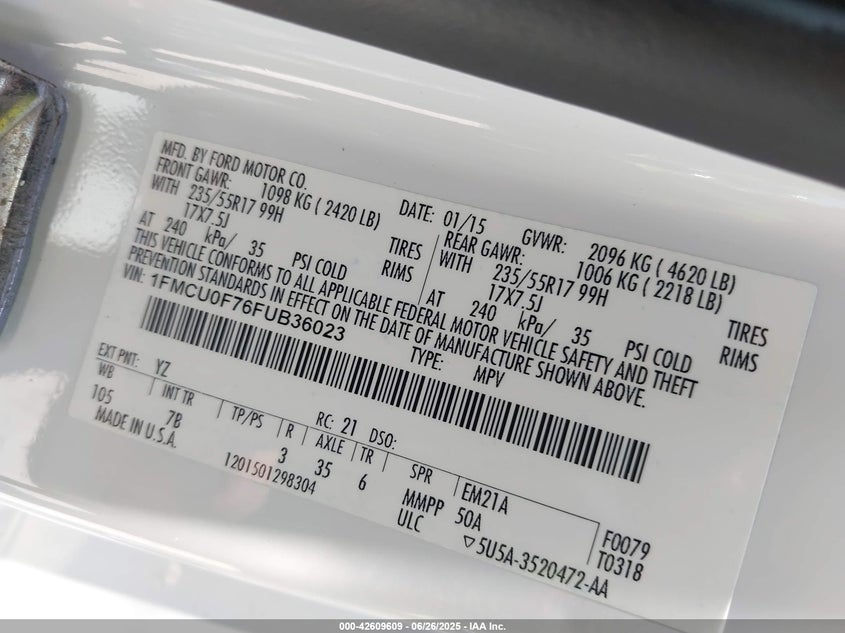 MFD. BY FORD MOTOR CO.
DATE: 01/15 GVWR: 2096 KG ( 4620 LB)
FRONT GAWR: 1098 KG ( 2420 LB)
REAR GAWR: 1006 KG ( 2218 LB)
WITH 235/55R17 99H TIRES
WITH 235/55R17 99H TIRES
17X7.5J RIMS
17X7.5J RIMS
AT 240 kPa/ 35 PSI COLD
AT 240 kPa/ 35 PSI COLD
THIS VEHICLE CONFORMS TO ALL APPLICABLE FEDERAL MOTOR VEHICLE SAFETY AND THEFT
PREVENTION STANDARDS IN EFFECT ON THE DATE OF MANUFACTURE SHOWN ABOVE.
VIN: 1FMCU0F76FUB36023
TYPE: MPV
EXT PNT: YZ RC: 21 DSO:
WB INT TR TP/PS R AXLE TR SPR EM21A F0079
105 7B 3 35 6 MMPP 50A T0318
MADE IN U.S.A. 1201501298304 ULC ▽5U5A-3520472-AA
000-42609609 - 06/26/2025 - IAA Inc.